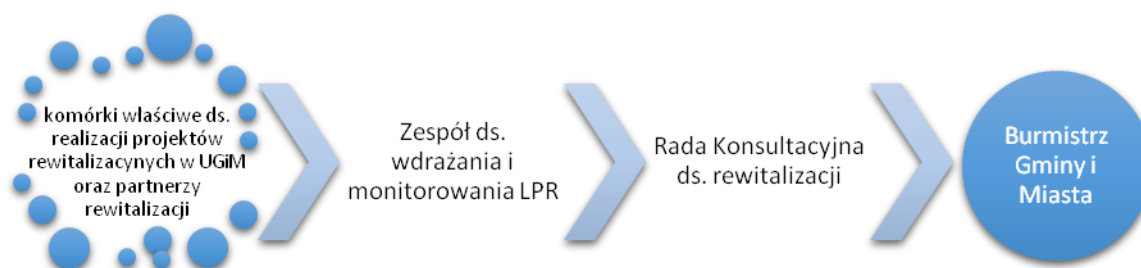 komórki właściwe ds.
realizacji projektów
rewitalizacynych w UGiM
oraz partnerzy
rewitalizacji
Zespół ds.
wdrażania i
monitorowania LPR
Rada Konsultacyjna
ds. rewitalizacji
Burmistrz
Gminy i
Miasta